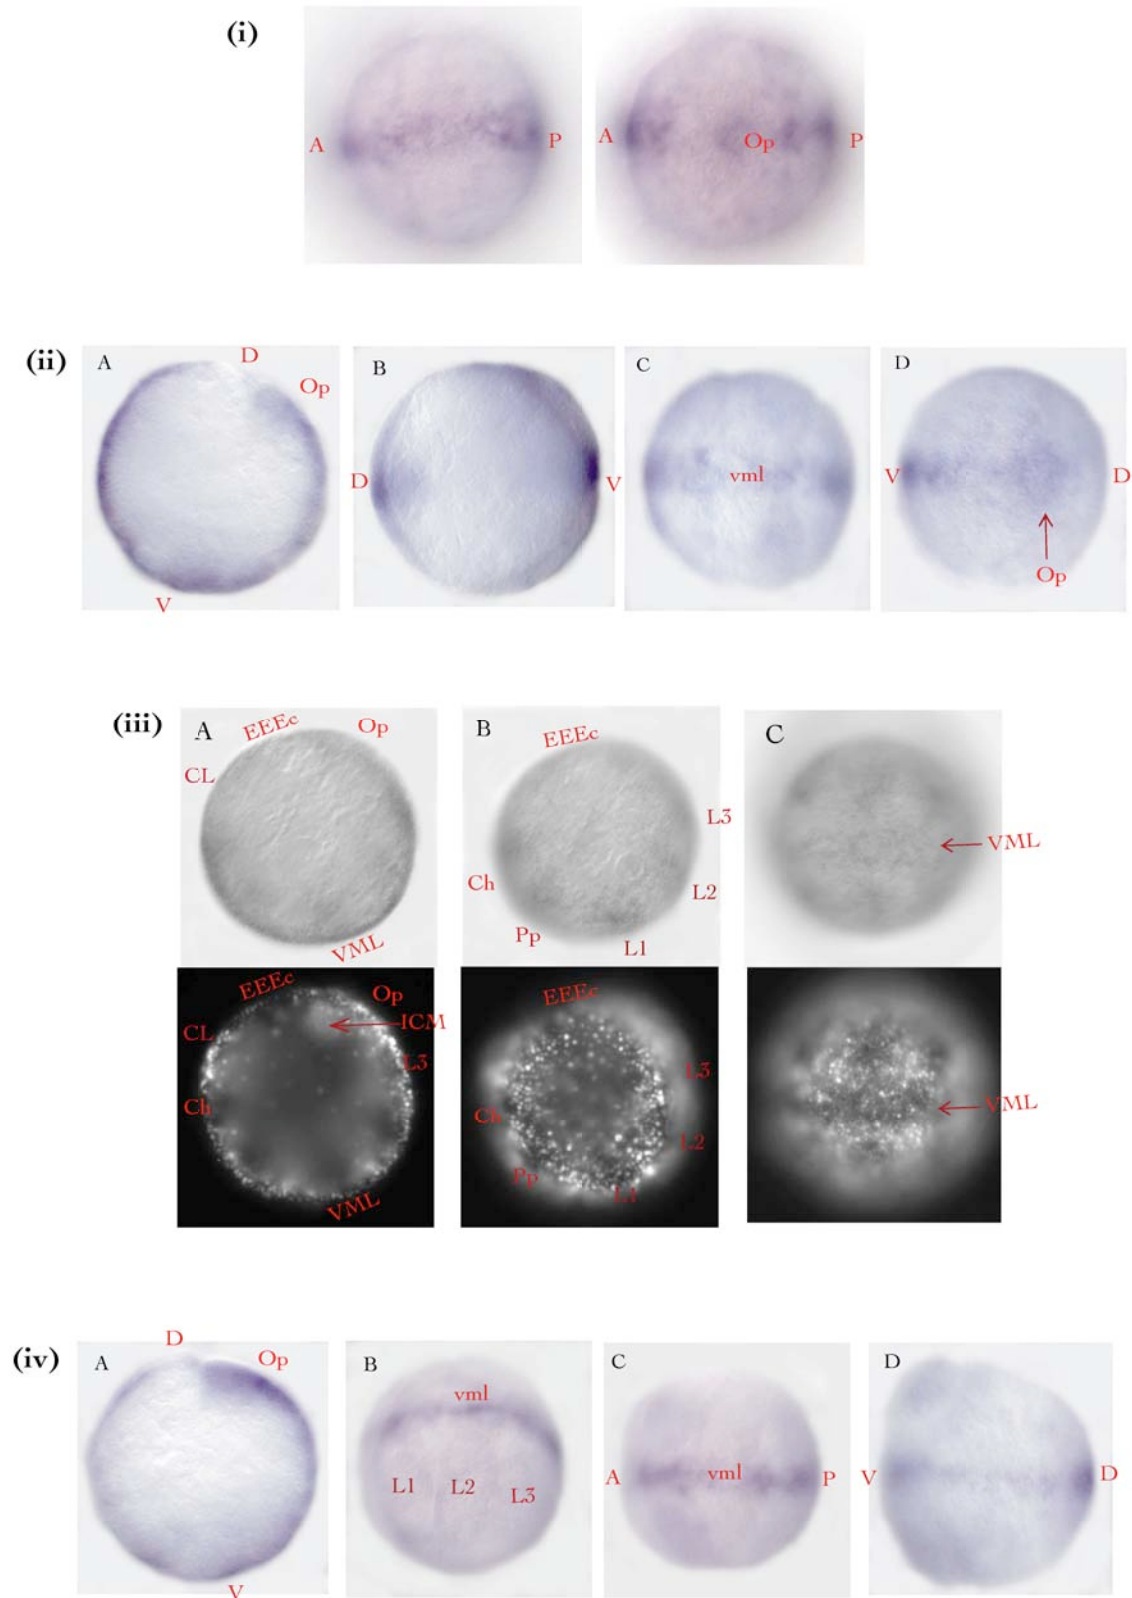 (i)
A P A Op P
(ii)
A D Op V
B D V
C vml
D V D Op
(iii)
A EEEc Op CL VML
B EEEc L3 Ch L2 Pp L1
C VML
EEEc Op ICM CL L3 Ch VML
EEEc L3 Ch L2 Pp L1
VML
(iv)
A D Op V
B vml L1 L2 L3
C A vml P
D V D